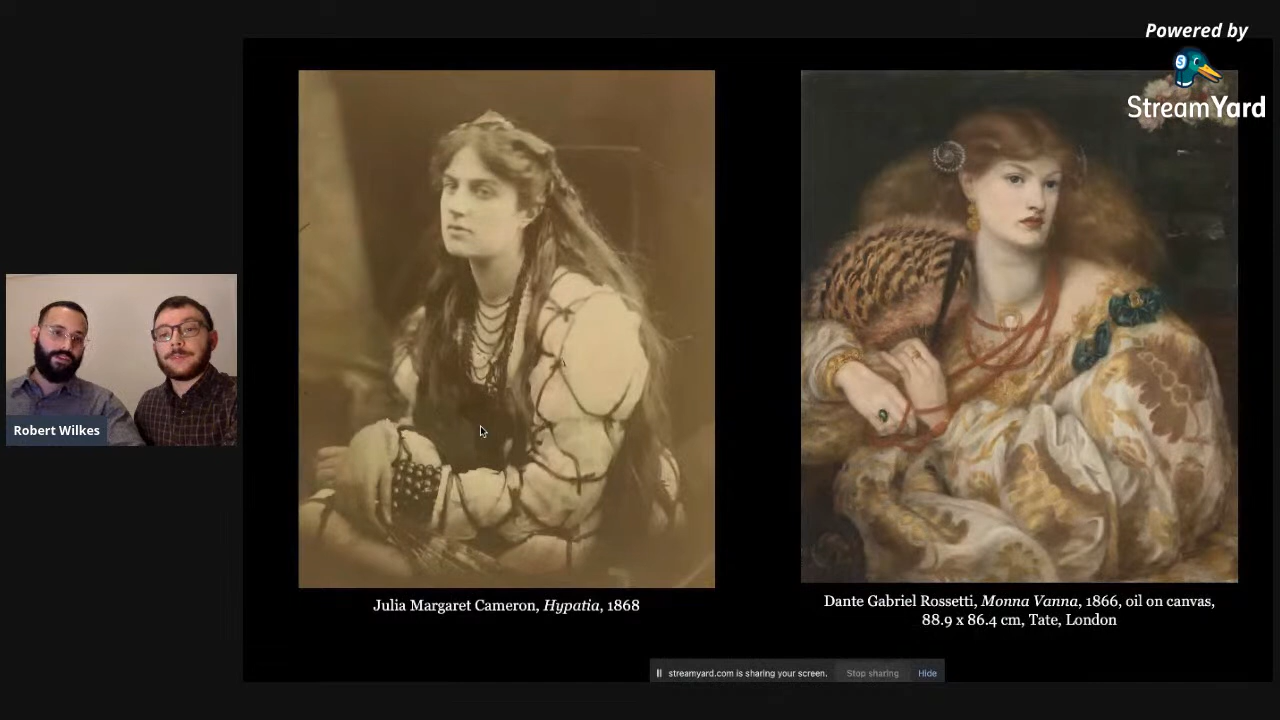 Powered by
StreamYard
Robert Wilkes
Julia Margaret Cameron, Hypatia, 1868
Dante Gabriel Rossetti, Monna Vanna, 1866, oil on canvas,
88.9 x 86.4 cm, Tate, London
streamyard.com is sharing your screen. Stop sharing Hide